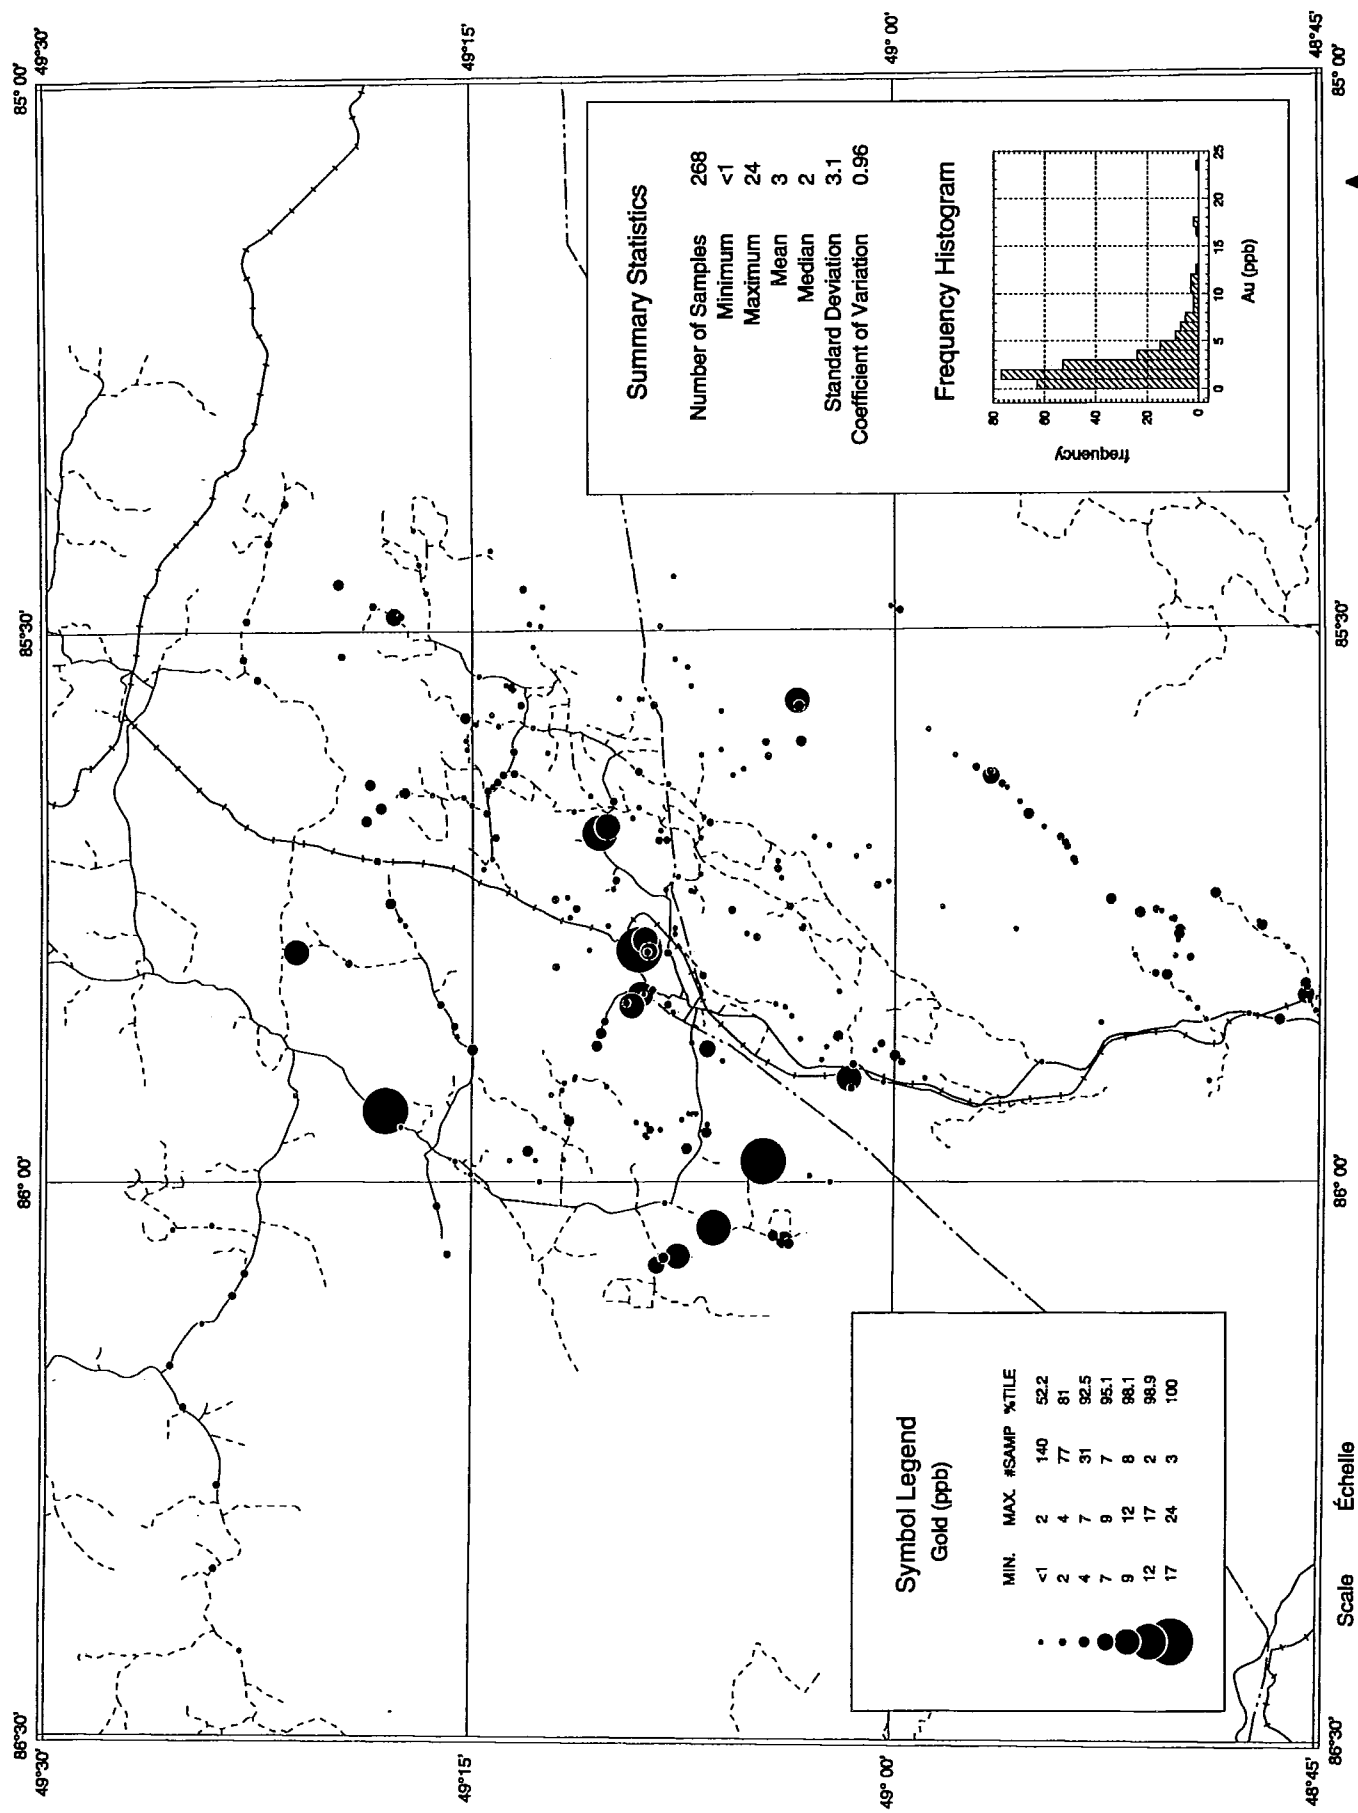 86°30'
86° 00'
85°30'
85° 00'
49°30'
49°30'
49°15'
49°15'
49° 00'
49° 00'
48°45'
48°45'
86°30'
86° 00'
85°30'
85° 00'
Summary Statistics
Number of Samples 268
Minimum <1
Maximum 24
Mean 3
Median 2
Standard Deviation 3.1
Coefficient of Variation 0.96
Frequency Histogram
80
60
40
20
0
frequency
0 5 10 15 20 25
Au (ppb)
Symbol Legend
Gold (ppb)
MIN. MAX. #SAMP %TILE
<1 2 140 52.2
2 4 77 81
4 7 31 92.5
7 9 7 95.1
9 12 8 98.1
12 17 2 98.9
17 24 3 100
Scale Échelle